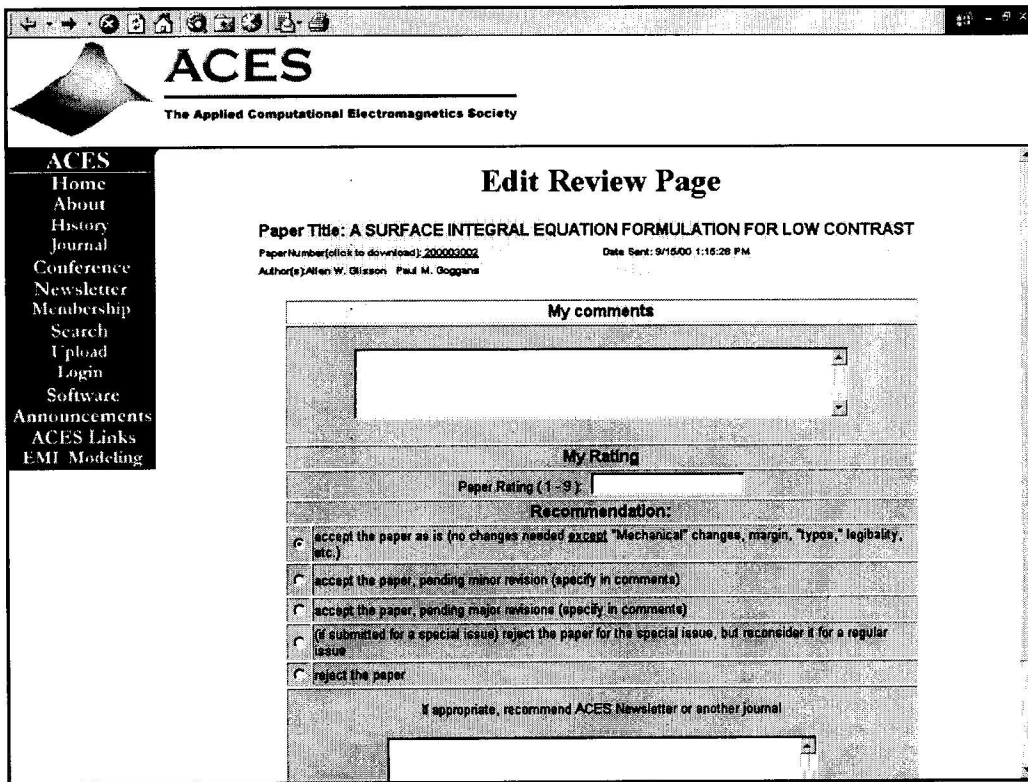 ACES
The Applied Computational Electromagnetics Society
ACES
Home
About
History
Journal
Conference
Newsletter
Membership
Search
Upload
Login
Software
Announcements
ACES Links
EMI Modeling
Edit Review Page
Paper Title: A SURFACE INTEGRAL EQUATION FORMULATION FOR LOW CONTRAST
PaperNumber(click to download): 200003002 Date Sent: 9/15/00 1:15:28 PM
Author(s):Allen W. Glisson Paul M. Goggans
My comments
My Rating
Paper Rating ( 1 - 9 ):
Recommendation:
accept the paper as is (no changes needed except "Mechanical" changes, margin, "typos," legibality,
etc.)
accept the paper, pending minor revision (specify in comments)
accept the paper, pending major revisions (specify in comments)
(if submitted for a special issue) reject the paper for the special issue, but reconsider it for a regular
issue
reject the paper
If appropriate, recommend ACES Newsletter or another journal